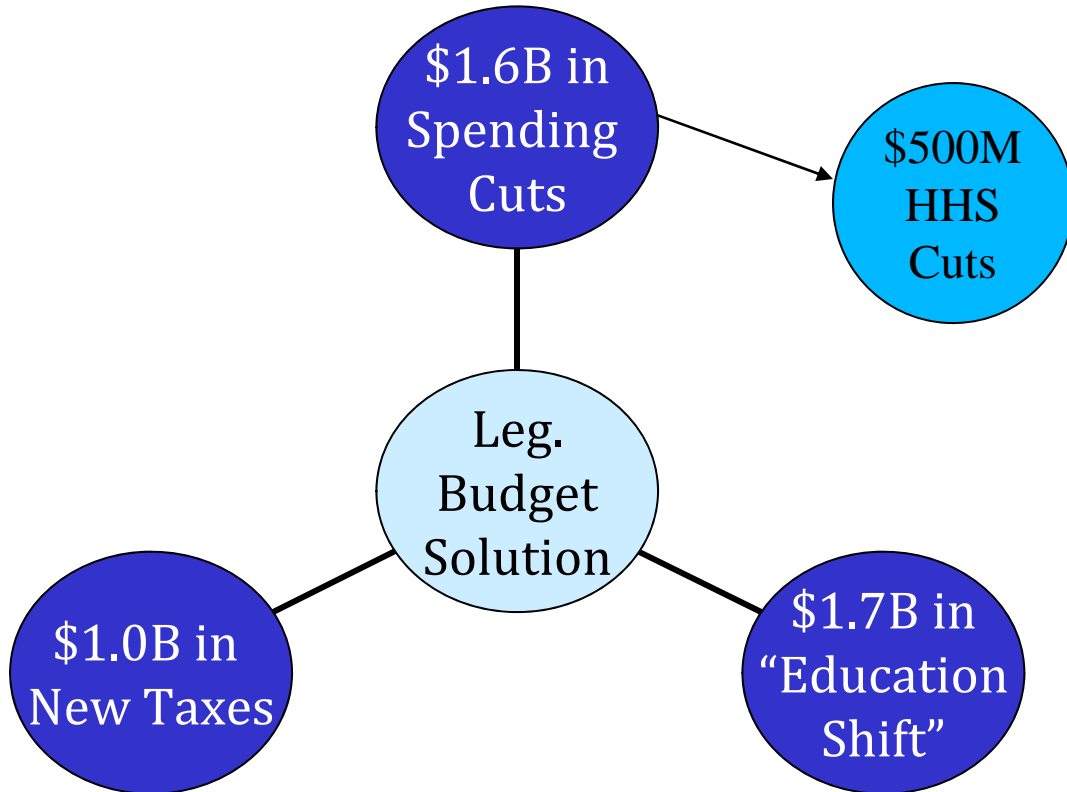 $1.6B in
Spending
Cuts
$500M
HHS
Cuts
Leg.
Budget
Solution
$1.0B in
New Taxes
$1.7B in
“Education
Shift”